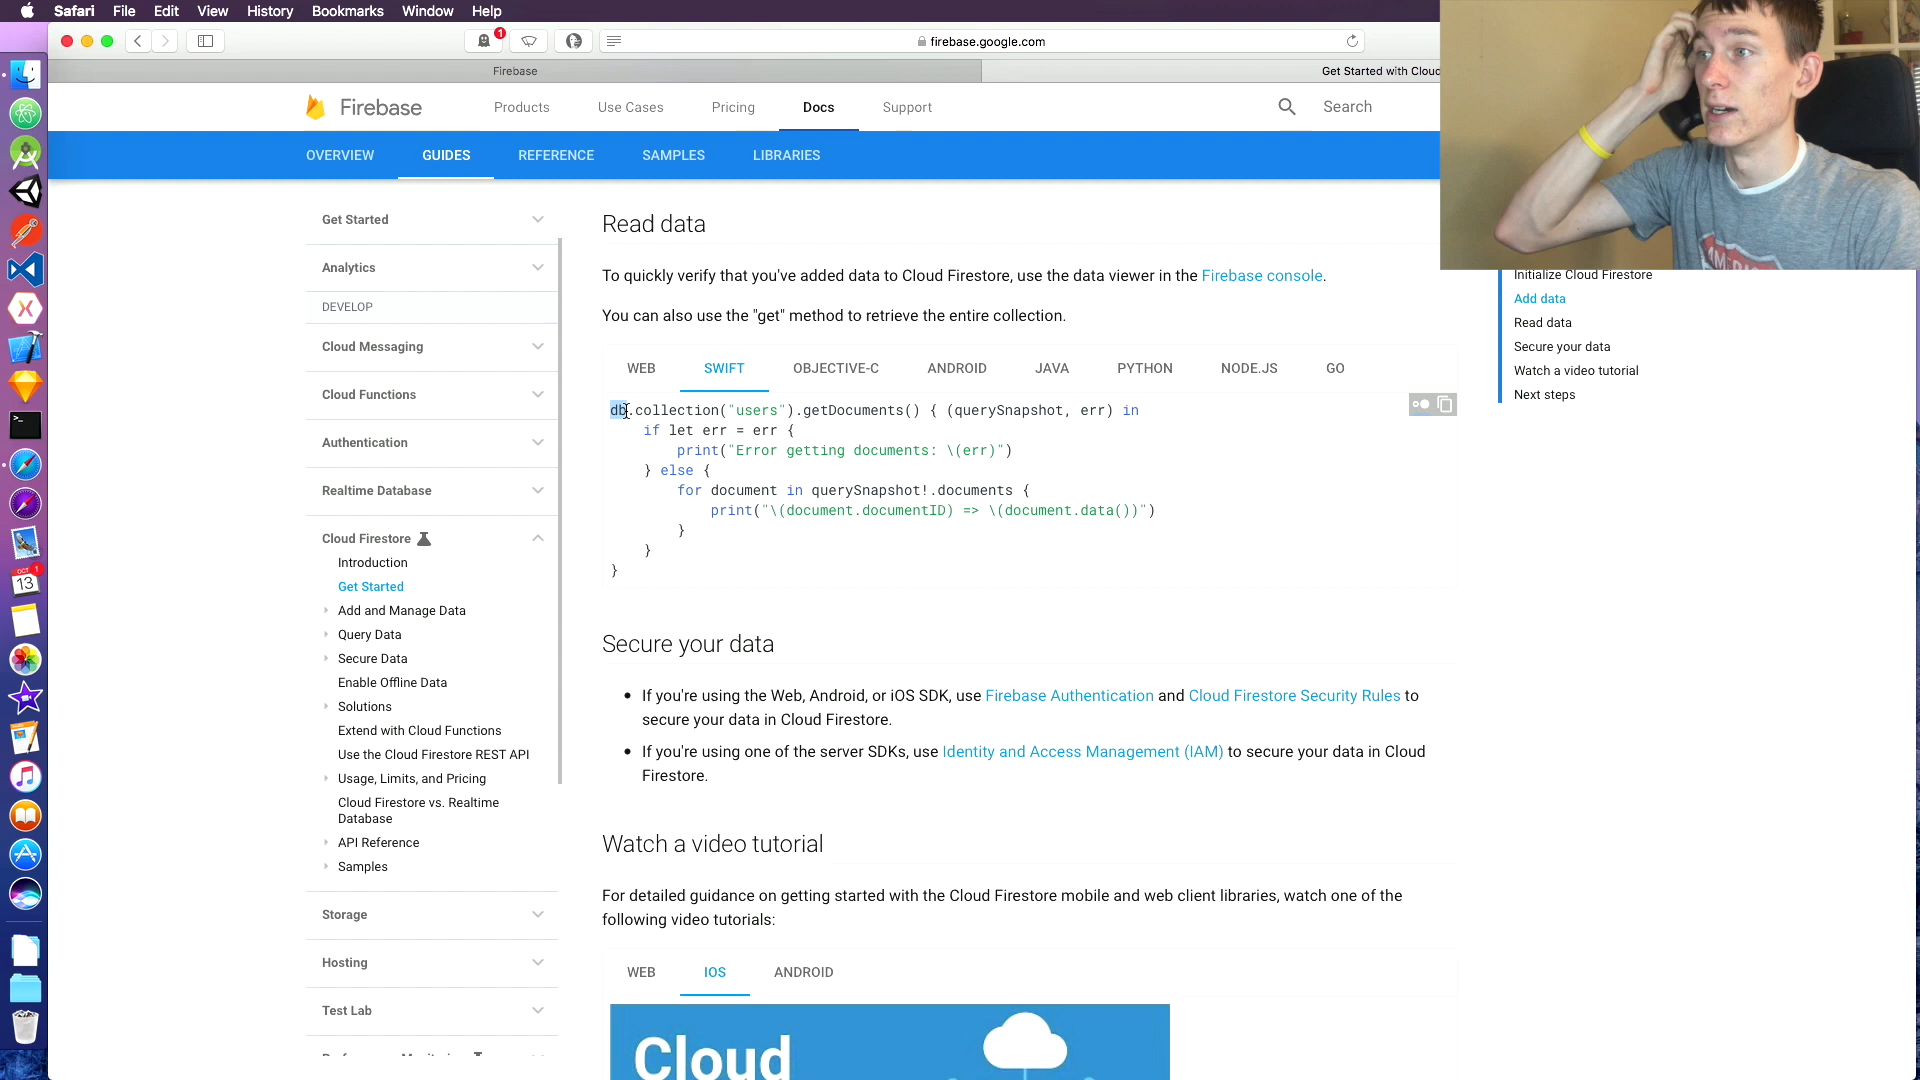 Safari File Edit View History Bookmarks Window Help
1
firebase.google.com
Firebase
Get Started with Cloud
Firebase
Products
Use Cases
Pricing
Docs
Support
Search
OVERVIEW
GUIDES
REFERENCE
SAMPLES
LIBRARIES
Get Started
Analytics
DEVELOP
Cloud Messaging
Cloud Functions
Authentication
Realtime Database
Cloud Firestore
Introduction
Get Started
Add and Manage Data
Query Data
Secure Data
Enable Offline Data
Solutions
Extend with Cloud Functions
Use the Cloud Firestore REST API
Usage, Limits, and Pricing
Cloud Firestore vs. Realtime
Database
API Reference
Samples
Storage
Hosting
Test Lab
Read data
To quickly verify that you've added data to Cloud Firestore, use the data viewer in the Firebase console.
You can also use the "get" method to retrieve the entire collection.
WEB SWIFT OBJECTIVE-C ANDROID JAVA PYTHON NODE.JS GO
db.collection("users").getDocuments() { (querySnapshot, err) in
if let err = err {
print("Error getting documents: \(err)")
} else {
for document in querySnapshot!.documents {
print("\(document.documentID) => \(document.data())")
}
}
}
Secure your data
If you're using the Web, Android, or iOS SDK, use Firebase Authentication and Cloud Firestore Security Rules to
secure your data in Cloud Firestore.
If you're using one of the server SDKs, use Identity and Access Management (IAM) to secure your data in Cloud
Firestore.
Watch a video tutorial
For detailed guidance on getting started with the Cloud Firestore mobile and web client libraries, watch one of the
following video tutorials:
WEB IOS ANDROID
Cloud
Initialize Cloud Firestore
Add data
Read data
Secure your data
Watch a video tutorial
Next steps
OCT
1
13